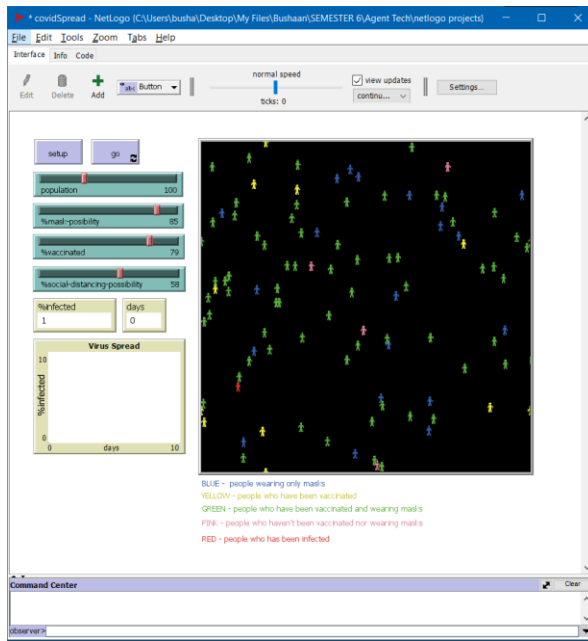 * covidSpread - NetLogo {C:\Users\busha\Desktop\My Files\Bushaan\SEMESTER 6\Agent Tech\netlogo projects}
File Edit Tools Zoom Tabs Help
Interface Info Code
normal speed
view updates
Edit Delete Add abc Button
ticks: 0
continu... Settings...
setup go
population 100
%mask-posibility 85
%vaccinated 79
%social-distancing-possibility 58
%infected days
1 0
Virus Spread
%infected
10
0
0 days 10
BLUE - people wearing only masks
YELLOW - people who have been vaccinated
GREEN - people who have been vaccinated and wearing masks
PINK - people who haven't been vaccinated nor wearing masks
RED - people who has been infected
Command Center Clear
observer>